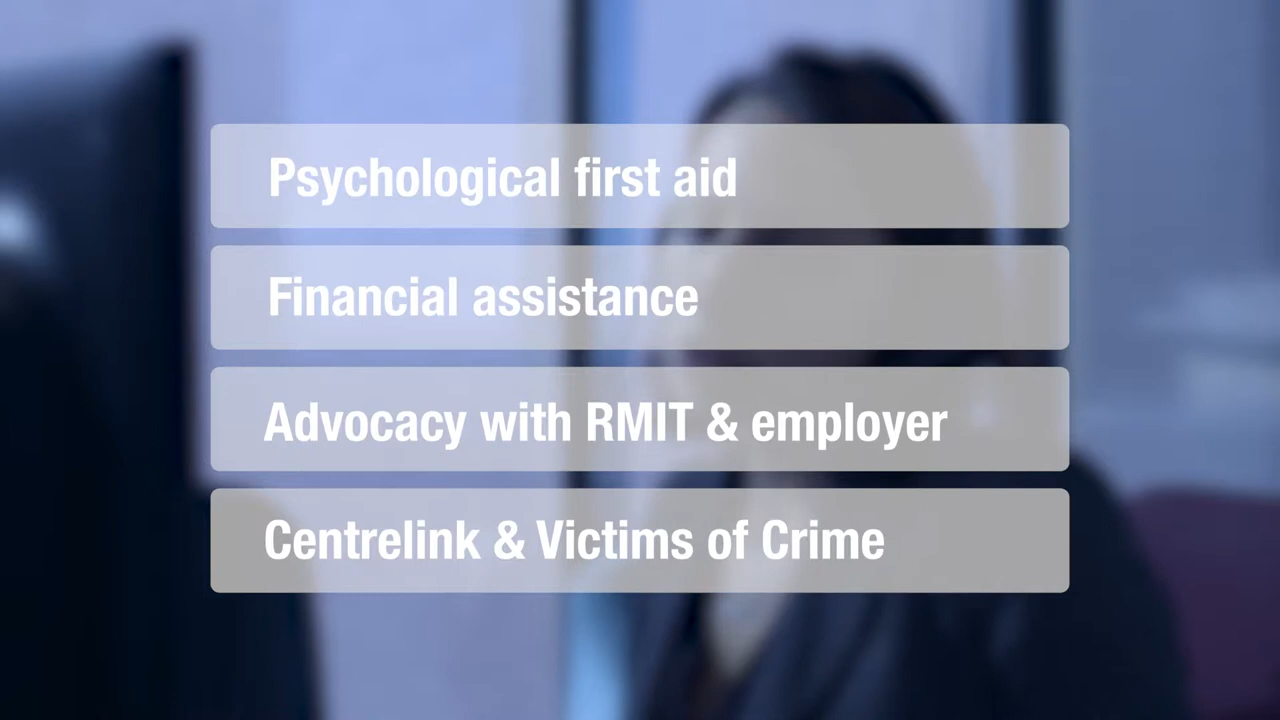 Psychological first aid
Financial assistance
Advocacy with RMIT & employer
Centrelink & Victims of Crime